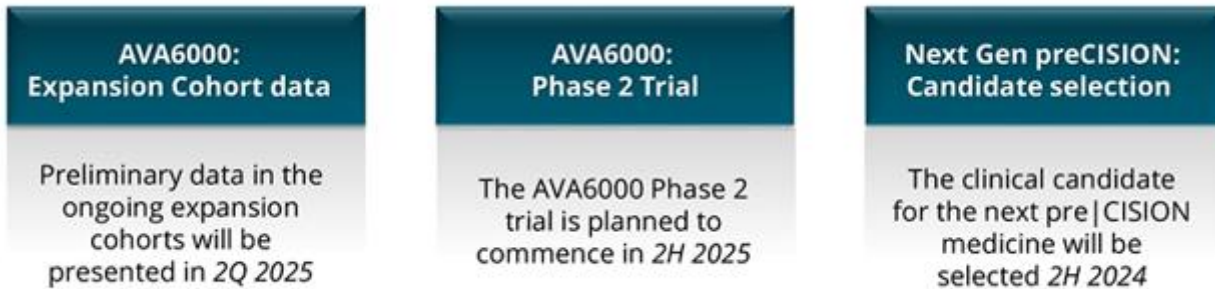 AVA6000:
Expansion Cohort data
Preliminary data in the
ongoing expansion
cohorts will be
presented in 2Q 2025
AVA6000:
Phase 2 Trial
The AVA6000 Phase 2
trial is planned to
commence in 2H 2025
Next Gen preCISION:
Candidate selection
The clinical candidate
for the next pre|CISION
medicine will be
selected 2H 2024